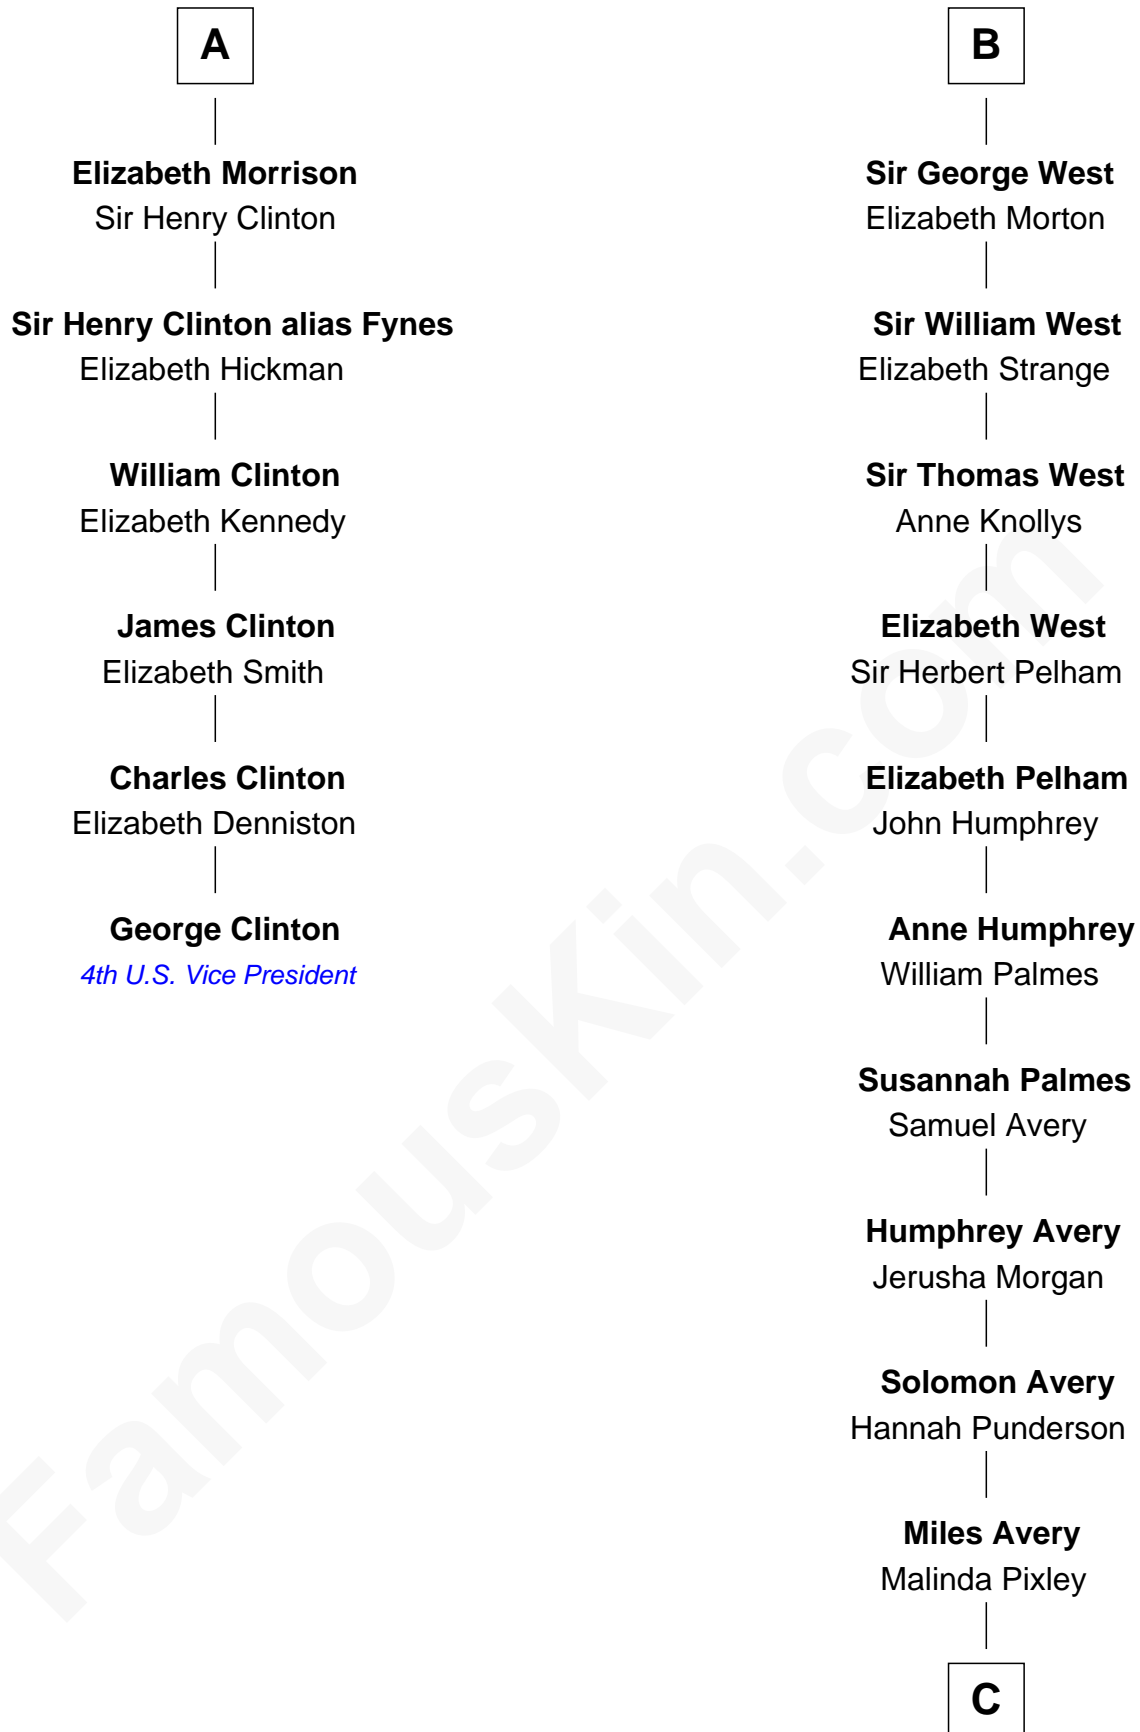 A
Elizabeth Morrison
Sir Henry Clinton
Sir Henry Clinton alias Fynes
Elizabeth Hickman
William Clinton
Elizabeth Kennedy
James Clinton
Elizabeth Smith
Charles Clinton
Elizabeth Denniston
George Clinton
4th U.S. Vice President
B
Sir George West
Elizabeth Morton
Sir William West
Elizabeth Strange
Sir Thomas West
Anne Knollys
Elizabeth West
Sir Herbert Pelham
Elizabeth Pelham
John Humphrey
Anne Humphrey
William Palmes
Susannah Palmes
Samuel Avery
Humphrey Avery
Jerusha Morgan
Solomon Avery
Hannah Punderson
Miles Avery
Malinda Pixley
C
FamousKin.com